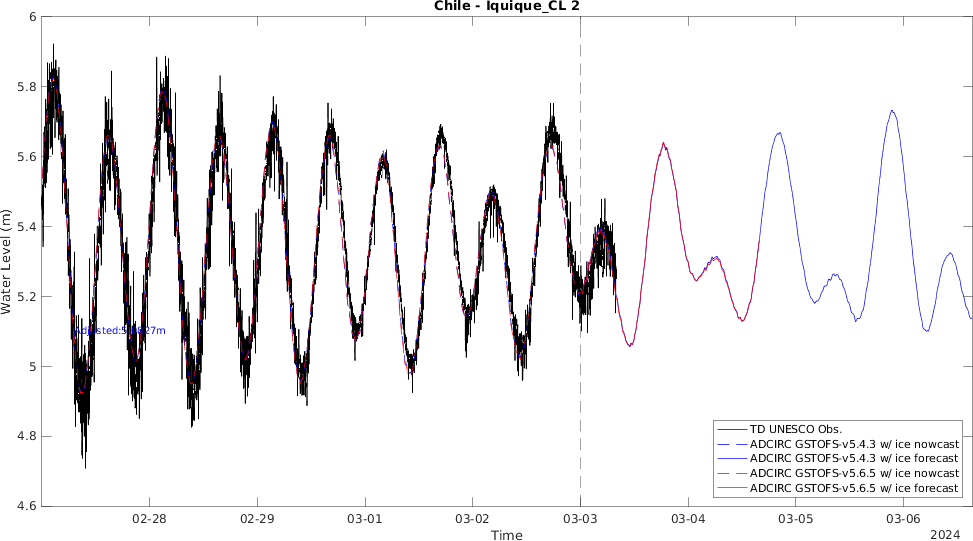 Chile - Iquique_CL 2
Water Level (m)
6
5.8
5.6
5.4
5.2
5
4.8
4.6
02-28
02-29
03-01
03-02
03-03
03-04
03-05
03-06
Time
2024
TD UNESCO Obs.
ADCIRC GSTOFS-v5.4.3 w/ ice nowcast
ADCIRC GSTOFS-v5.4.3 w/ ice forecast
ADCIRC GSTOFS-v5.6.5 w/ ice nowcast
ADCIRC GSTOFS-v5.6.5 w/ ice forecast